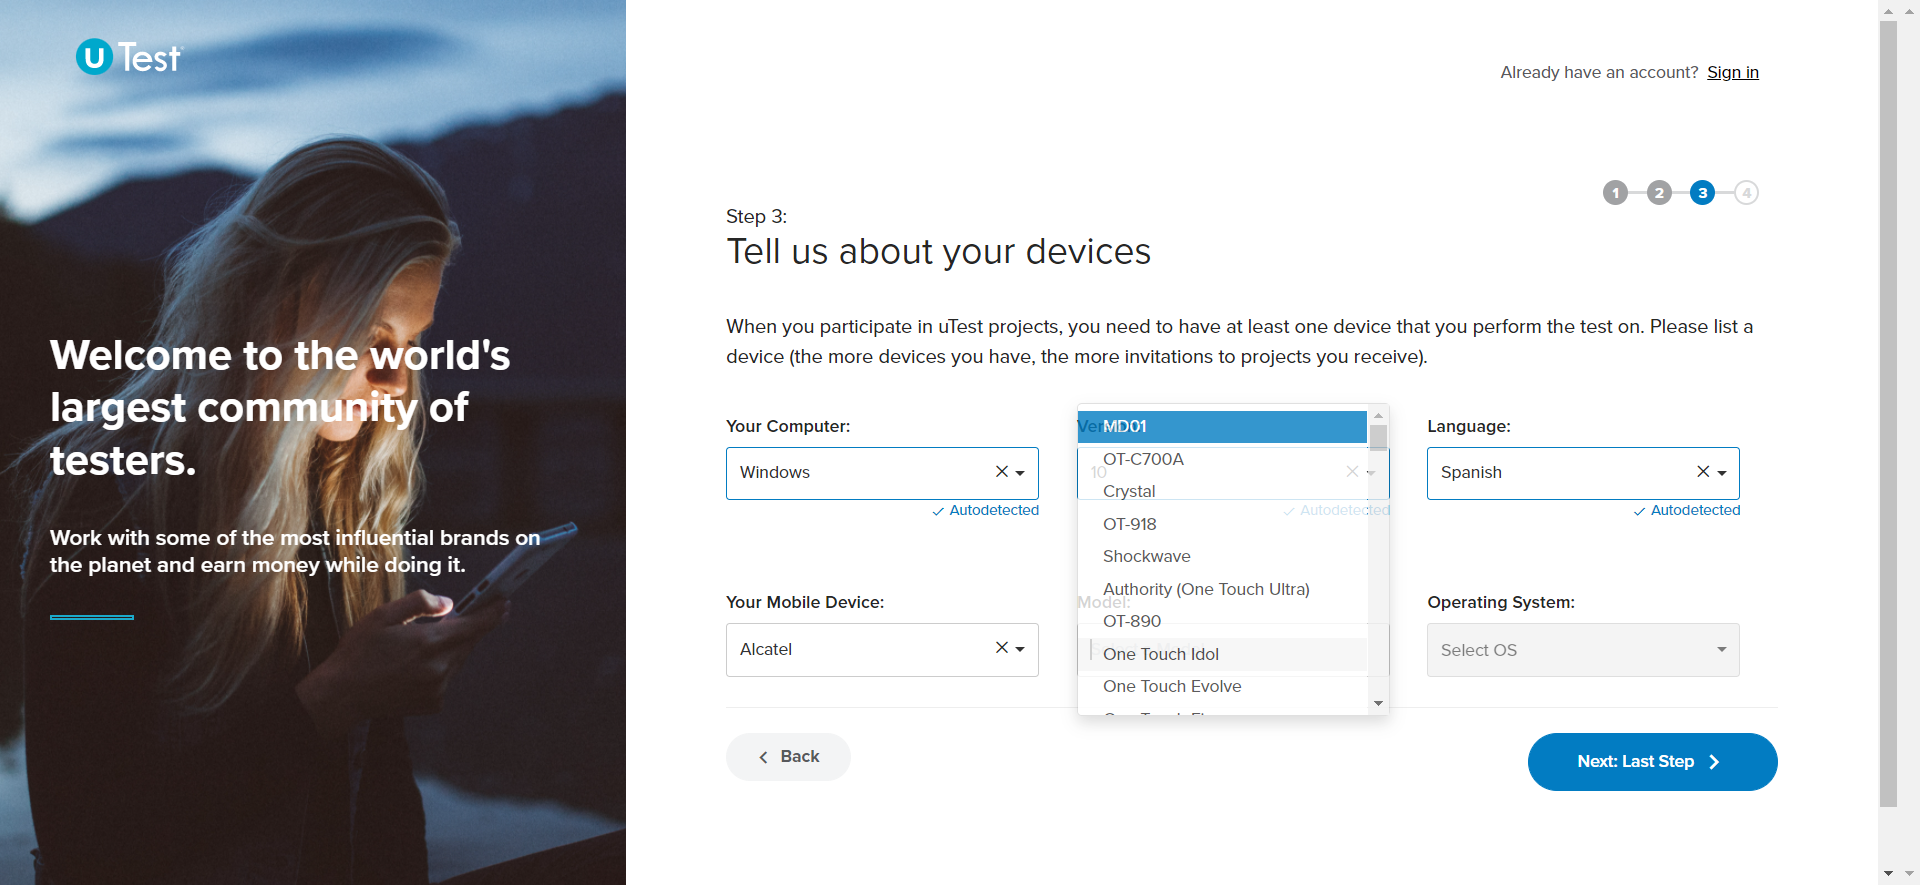 U Test
Already have an account? Sign in
1 2 3 4
Step 3:
Tell us about your devices
When you participate in uTest projects, you need to have at least one device that you perform the test on. Please list a
device (the more devices you have, the more invitations to projects you receive).
Welcome to the world's
largest community of
testers.
Work with some of the most influential brands on
the planet and earn money while doing it.
Your Computer:
Windows
Autodetected
10
Autodetected
Language:
Spanish
Autodetected
Your Mobile Device:
Alcatel
Model:
MD01
OT-C700A
Crystal
OT-918
Shockwave
Authority (One Touch Ultra)
OT-890
One Touch Idol
One Touch Evolve
Operating System:
Select OS
Back
Next: Last Step